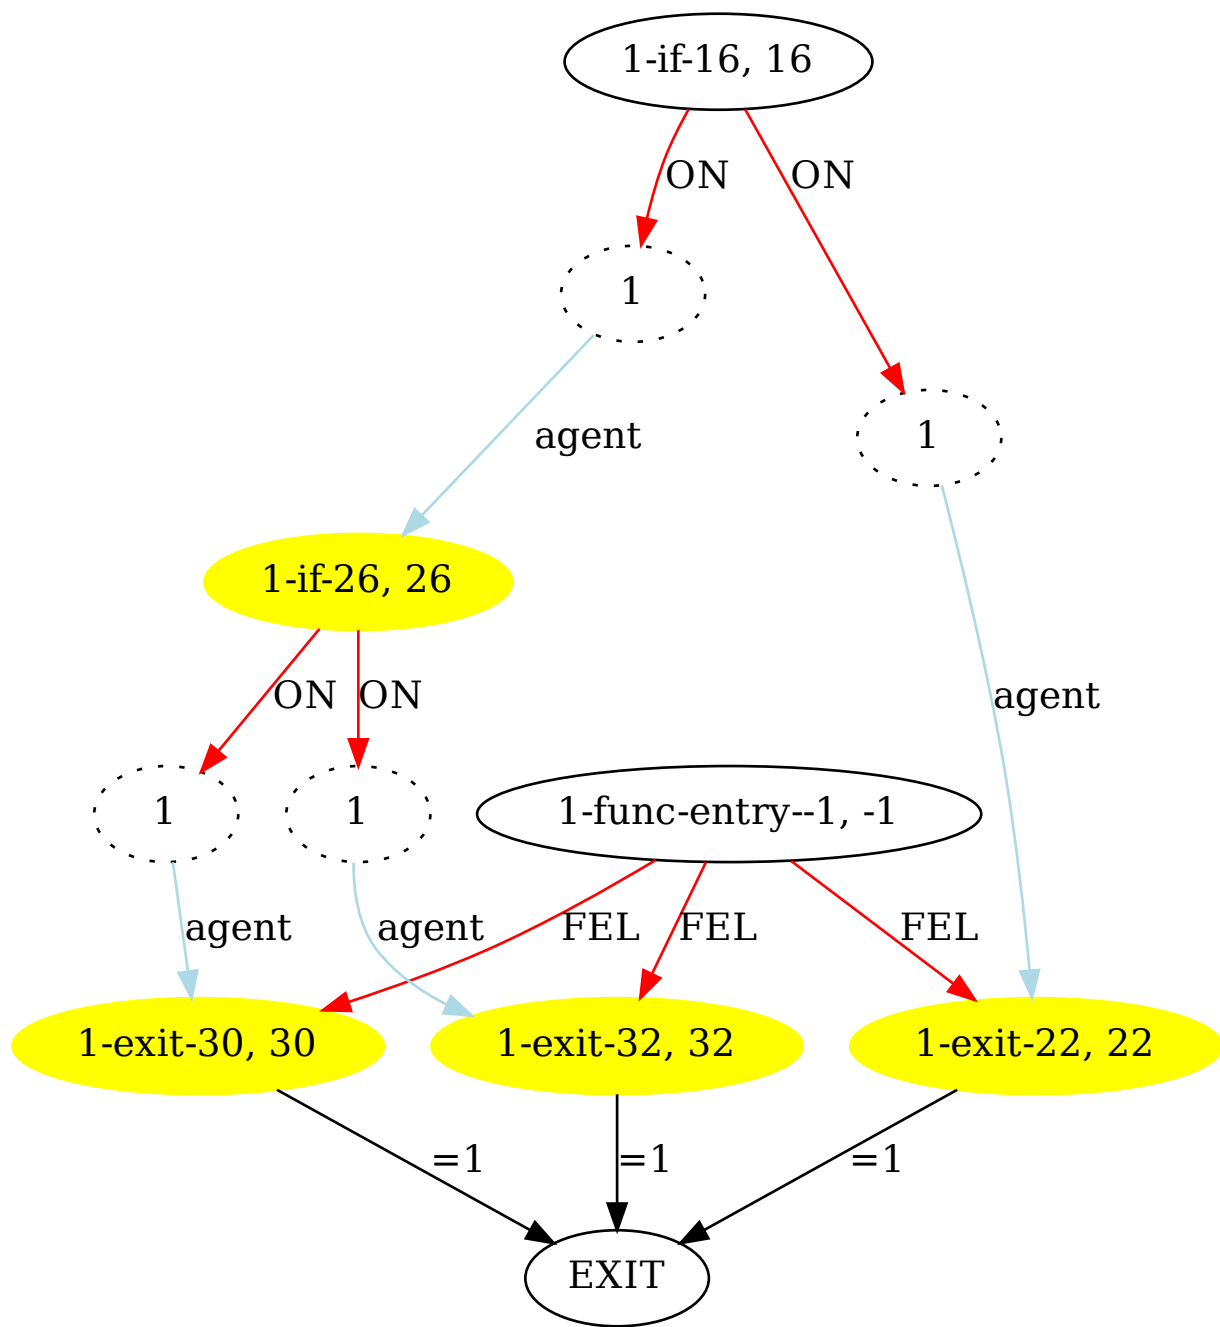 1-if-16, 16
ON
ON
1
1
agent
1-if-26, 26
ON
ON
agent
1
1
1-func-entry--1, -1
agent
agent
FEL
FEL
FEL
1-exit-30, 30
1-exit-32, 32
1-exit-22, 22
=1
=1
=1
EXIT